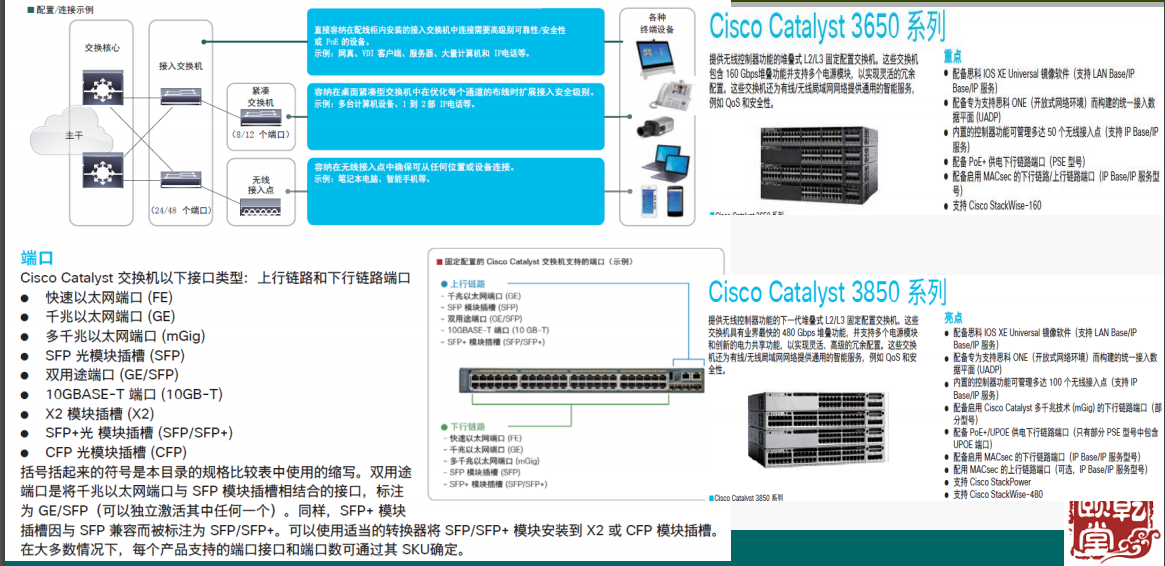 ■ 配置/连接示例
交换核心
接入交换机
主干
(24/48 个端口)
紧凑
交换机
(8/12 个端口)
无线
接入点
直接容纳在配线柜内安装的接入交换机中连接需要高级别可靠性/安全性
或 PoE 的设备。
示例：网真、VDI 客户端、服务器、大量计算机和 IP电话等。
容纳在桌面紧凑型交换机中在优化每个通道的布线时扩展接入安全级别。
示例：多台计算机设备、1 到 2 部 IP电话等。
容纳在无线接入点中确保可从任何位置或设备连接。
示例：笔记本电脑、智能手机等。
各种
终端设备
端口
Cisco Catalyst 交换机以下接口类型：上行链路和下行链路端口
● 快速以太网端口 (FE)
● 千兆以太网端口 (GE)
● 多千兆以太网端口 (mGig)
● SFP 光模块插槽 (SFP)
● 双用途端口 (GE/SFP)
● 10GBASE-T 端口 (10GB-T)
● X2 模块插槽 (X2)
● SFP+光 模块插槽 (SFP/SFP+)
● CFP 光模块插槽 (CFP)
括号括起来的符号是本目录的规格比较表中使用的缩写。双用途
端口是将千兆以太网端口与 SFP 模块插槽相结合的接口，标注
为 GE/SFP（可以独立激活其中任何一个）。同样，SFP+ 模块
插槽因与 SFP 兼容而被标注为 SFP/SFP+。可以使用适当的转换器将 SFP/SFP+ 模块安装到 X2 或 CFP 模块插槽。
在大多数情况下，每个产品支持的端口接口和端口数可通过其 SKU确定。
■ 固定配置的 Cisco Catalyst 交换机支持的端口（示例）
● 上行链路
- 千兆以太网端口 (GE)
- SFP 模块插槽 (SFP)
- 双用途端口 (GE/SFP)
- 10GBASE-T 端口 (10 GB-T)
- SFP+ 模块插槽 (SFP/SFP+)
● 下行链路
- 快速以太网端口 (FE)
- 千兆以太网端口 (GE)
- 多千兆以太网端口 (mGig)
- SFP 模块插槽 (SFP)
- SFP+ 模块插槽 (SFP/SFP+)
Cisco Catalyst 3650 系列
提供无线控制器功能的堆叠式 L2/L3 固定配置交换机。这些交换机
包含 160 Gbps堆叠功能并支持多个电源模块，以实现灵活的冗余
配置。这些交换机还为有线/无线局域网网络提供通用的智能服务，
例如 QoS 和安全性。
■Cisco Catalyst 3650 系列
重点
● 配备思科 IOS XE Universal 镜像软件（支持 LAN Base/IP
Base/IP 服务）
● 配备专为支持思科 ONE（开放式网络环境）而构建的统一接入数
据平面 (UADP)
● 内置的控制器功能可管理多达 50 个无线接入点（支持 IP Base/IP
服务）
● 配备 PoE+ 供电下行链路端口（PSE 型号）
● 配备启用 MACsec 的下行链路/上行链路端口（IP Base/IP 服务型
号）
● 支持 Cisco StackWise-160
Cisco Catalyst 3850 系列
提供无线控制器功能的下一代堆叠式 L2/L3 固定配置交换机。这些
交换机具有业界最快的 480 Gbps 堆叠功能，并支持多个电源模块
和创新的电力共享功能，以实现灵活、高级的冗余配置。这些交换
机还为有线/无线局域网网络提供通用的智能服务，例如 QoS 和安
全性。
■Cisco Catalyst 3850 系列
亮点
● 配备思科 IOS XE Universal 镜像软件（支持 LAN Base/IP
Base/IP 服务）
● 配备专为支持思科 ONE（开放式网络环境）而构建的统一接入数
据平面 (UADP)
● 内置的控制器功能可管理多达 100 个无线接入点（支持 IP
Base/IP 服务）
● 配备启用 Cisco Catalyst 多千兆技术 (mGig) 的下行链路端口（部
分型号）
● 配备 PoE+/UPOE 供电下行链路端口（只有部分 PSE 型号中包含
UPOE 端口）
● 配备启用 MACsec 的下行链路端口（IP Base/IP 服务型号）
● 配用 MACsec 的上行链路端口（可选，IP Base/IP 服务型号）
● 支持 Cisco StackPower
● 支持 Cisco StackWise-480